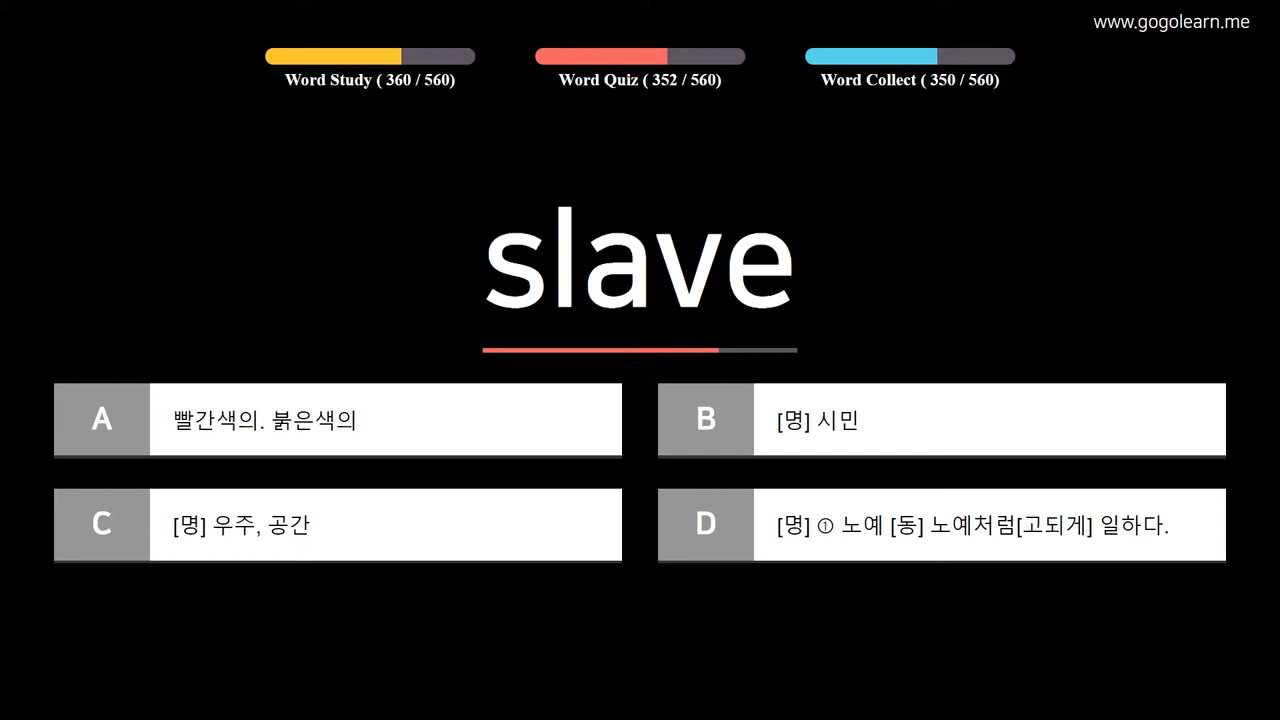 www.gogolearn.me
Word Study ( 360 / 560)
Word Quiz ( 352 / 560)
Word Collect ( 350 / 560)
slave
A 빨간색의. 붉은색의
B [명] 시민
C [명] 우주, 공간
D [명] ① 노예 [동] 노예처럼[고되게] 일하다.